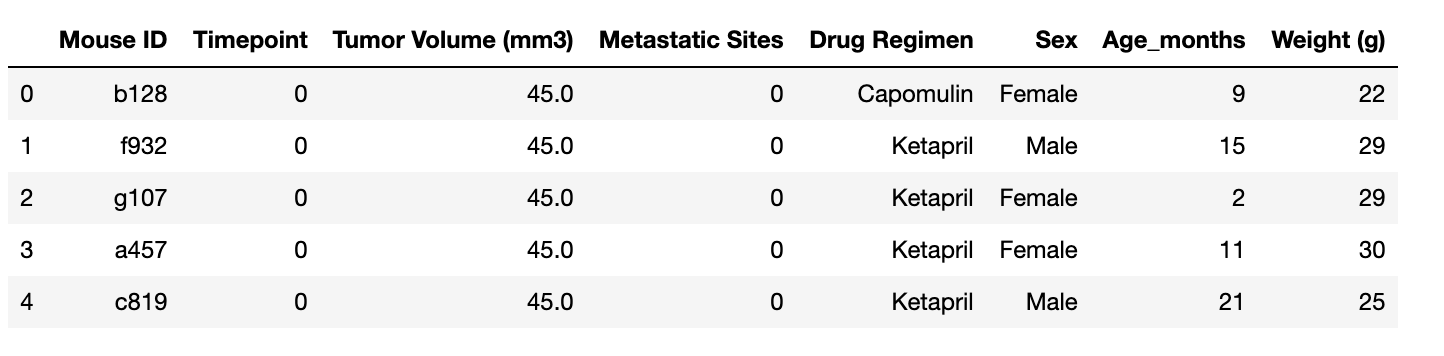 Mouse ID Timepoint Tumor Volume (mm3) Metastatic Sites Drug Regimen Sex Age_months Weight (g)
0 b128 0 45.0 0 Capomulin Female 9 22
1 f932 0 45.0 0 Ketapril Male 15 29
2 g107 0 45.0 0 Ketapril Female 2 29
3 a457 0 45.0 0 Ketapril Female 11 30
4 c819 0 45.0 0 Ketapril Male 21 25